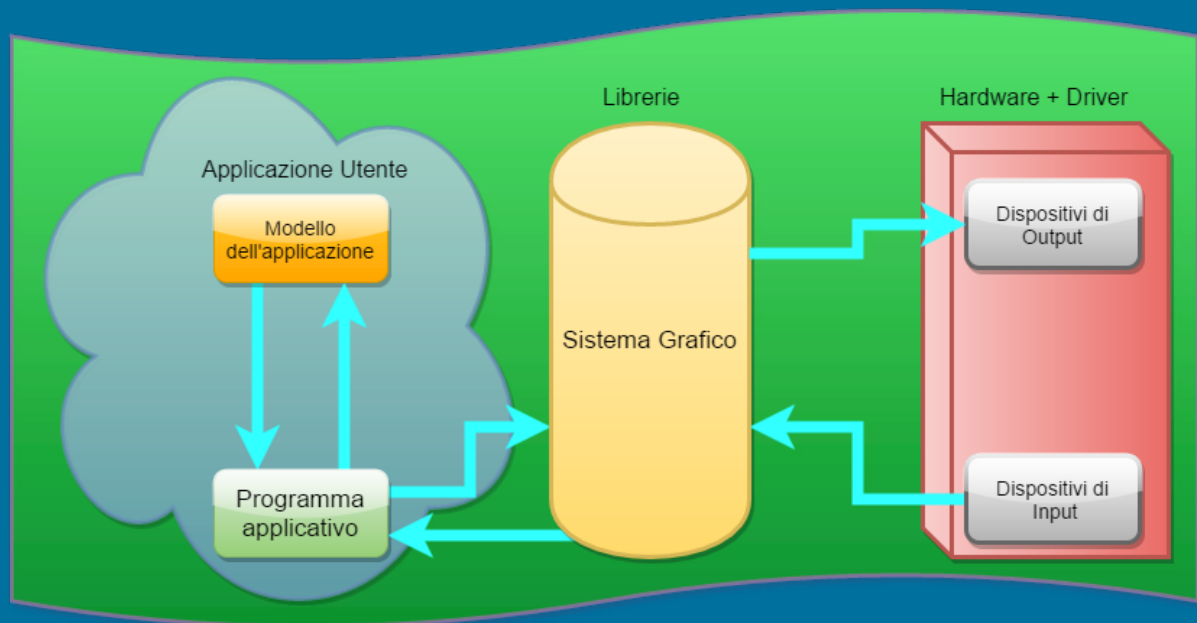 Librerie
Hardware + Driver
Applicazione Utente
Modello
dell'applicazione
Dispositivi di
Output
Sistema Grafico
Programma
applicativo
Dispositivi di
Input